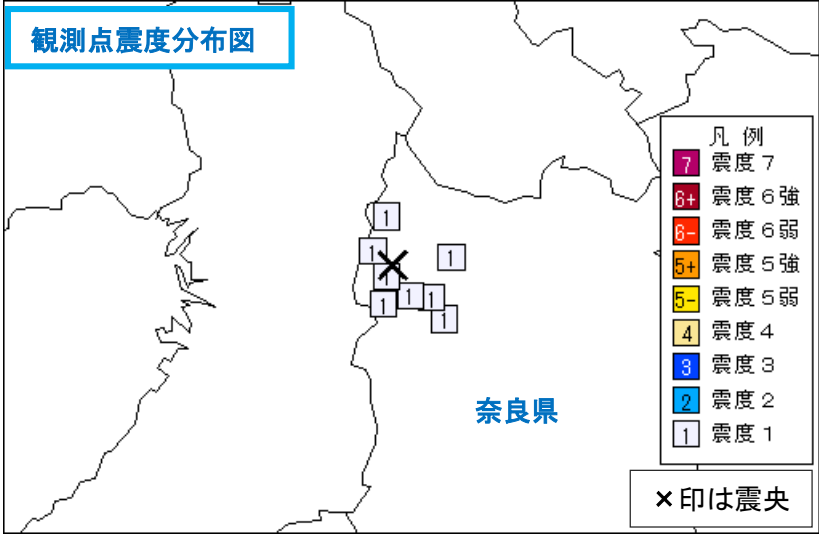 観測点震度分布図
凡 例
7 震度７
6+ 震度６強
6- 震度６弱
5+ 震度５強
5- 震度５弱
4 震度４
3 震度３
2 震度２
1 震度１
1
1
1
1
1
1
1
1
奈良県
×印は震央